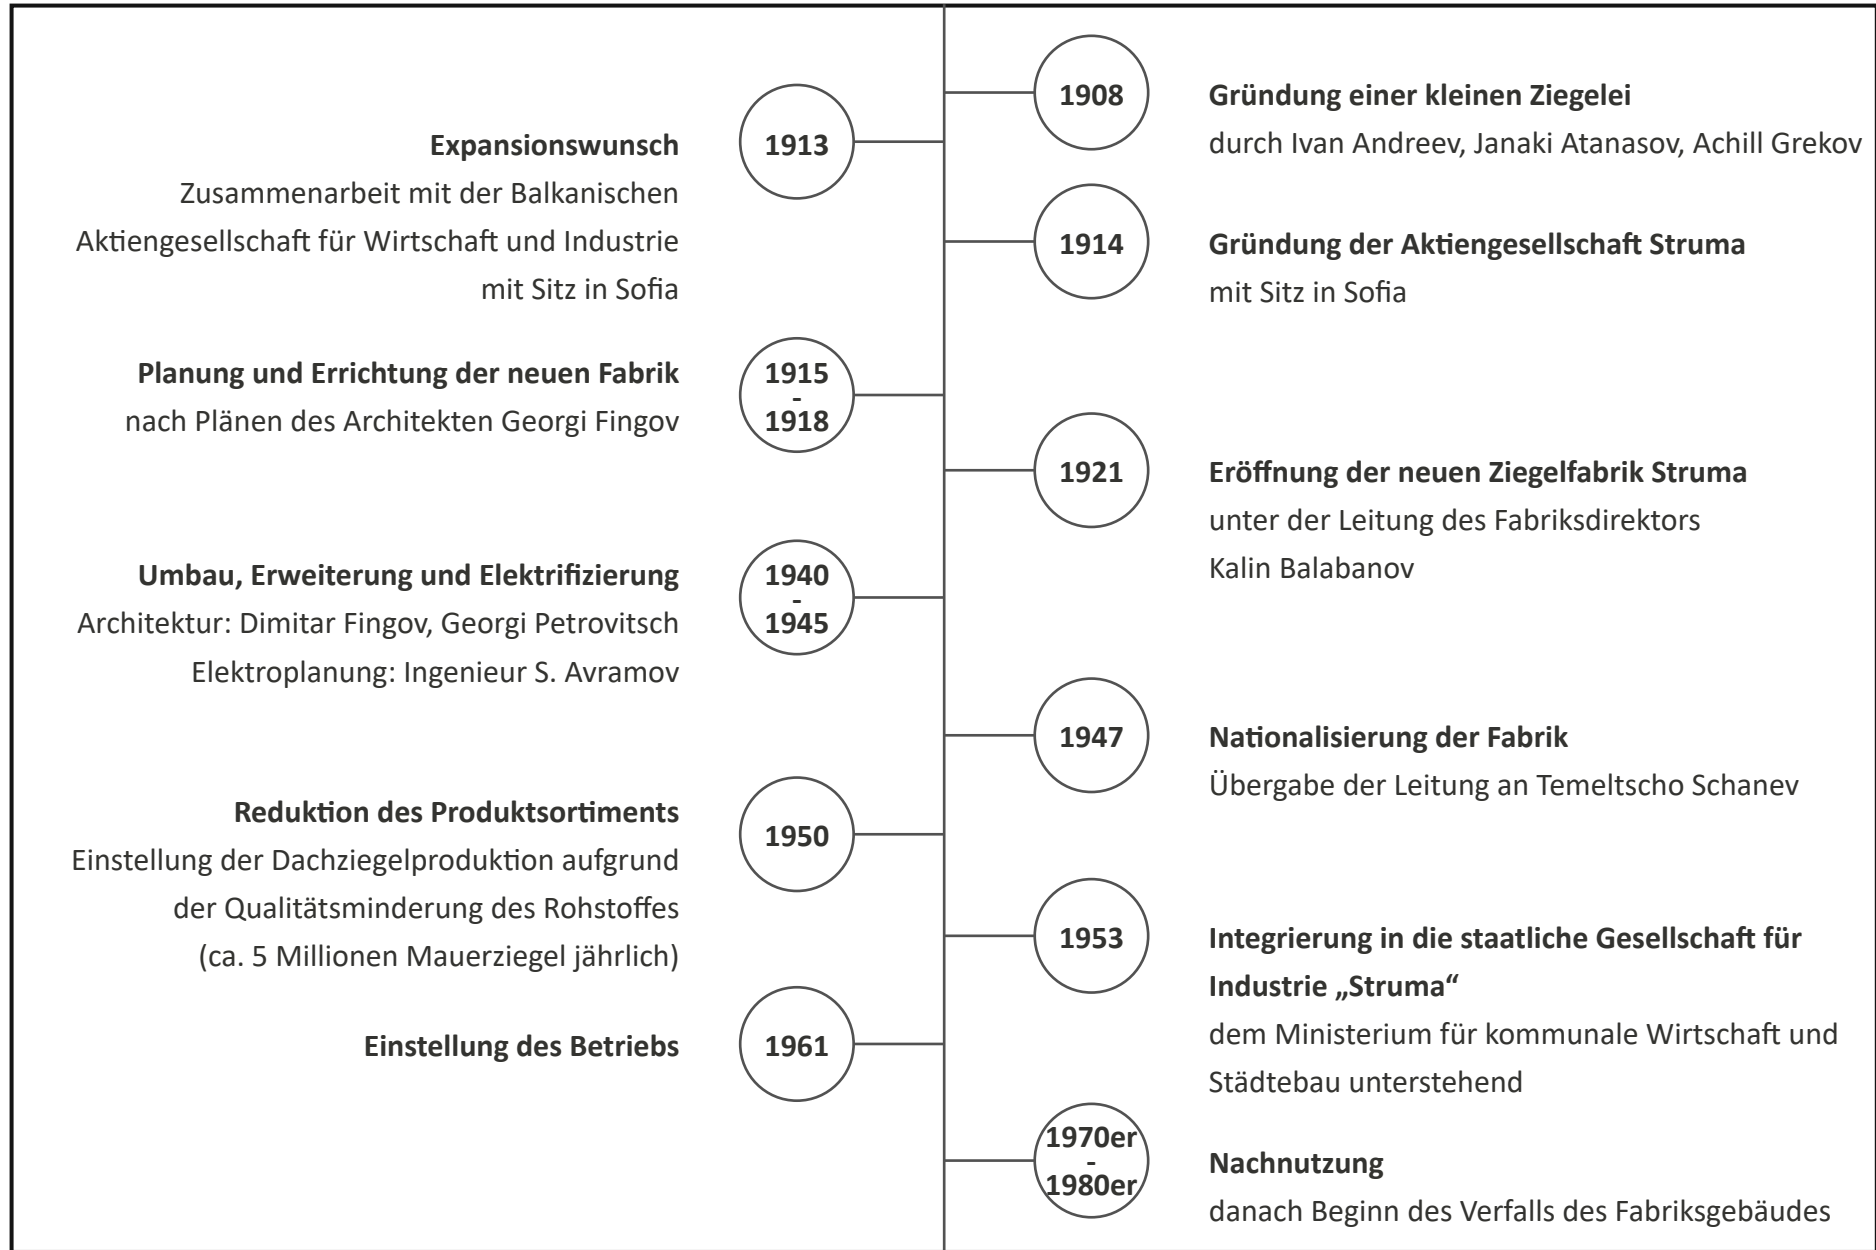 1908
Gründung einer kleinen Ziegelei
durch Ivan Andreev, Janaki Atanasov, Achill Grekov
1913
Expansionswunsch
Zusammenarbeit mit der Balkanischen
Aktiengesellschaft für Wirtschaft und Industrie
mit Sitz in Sofia
1914
Gründung der Aktiengesellschaft Struma
mit Sitz in Sofia
1915
-
1918
Planung und Errichtung der neuen Fabrik
nach Plänen des Architekten Georgi Fingov
1921
Eröffnung der neuen Ziegelfabrik Struma
unter der Leitung des Fabriksdirektors
Kalin Balabanov
1940
-
1945
Umbau, Erweiterung und Elektrifizierung
Architektur: Dimitar Fingov, Georgi Petrovitsch
Elektroplanung: Ingenieur S. Avramov
1947
Nationalisierung der Fabrik
Übergabe der Leitung an Temeltscho Schanev
1950
Reduktion des Produktsortiments
Einstellung der Dachziegelproduktion aufgrund
der Qualitätsminderung des Rohstoffes
(ca. 5 Millionen Mauerziegel jährlich)
1953
Integrierung in die staatliche Gesellschaft für
Industrie „Struma“
dem Ministerium für kommunale Wirtschaft und
Städtebau unterstehend
1961
Einstellung des Betriebs
1970er
-
1980er
Nachnutzung
danach Beginn des Verfalls des Fabriksgebäudes